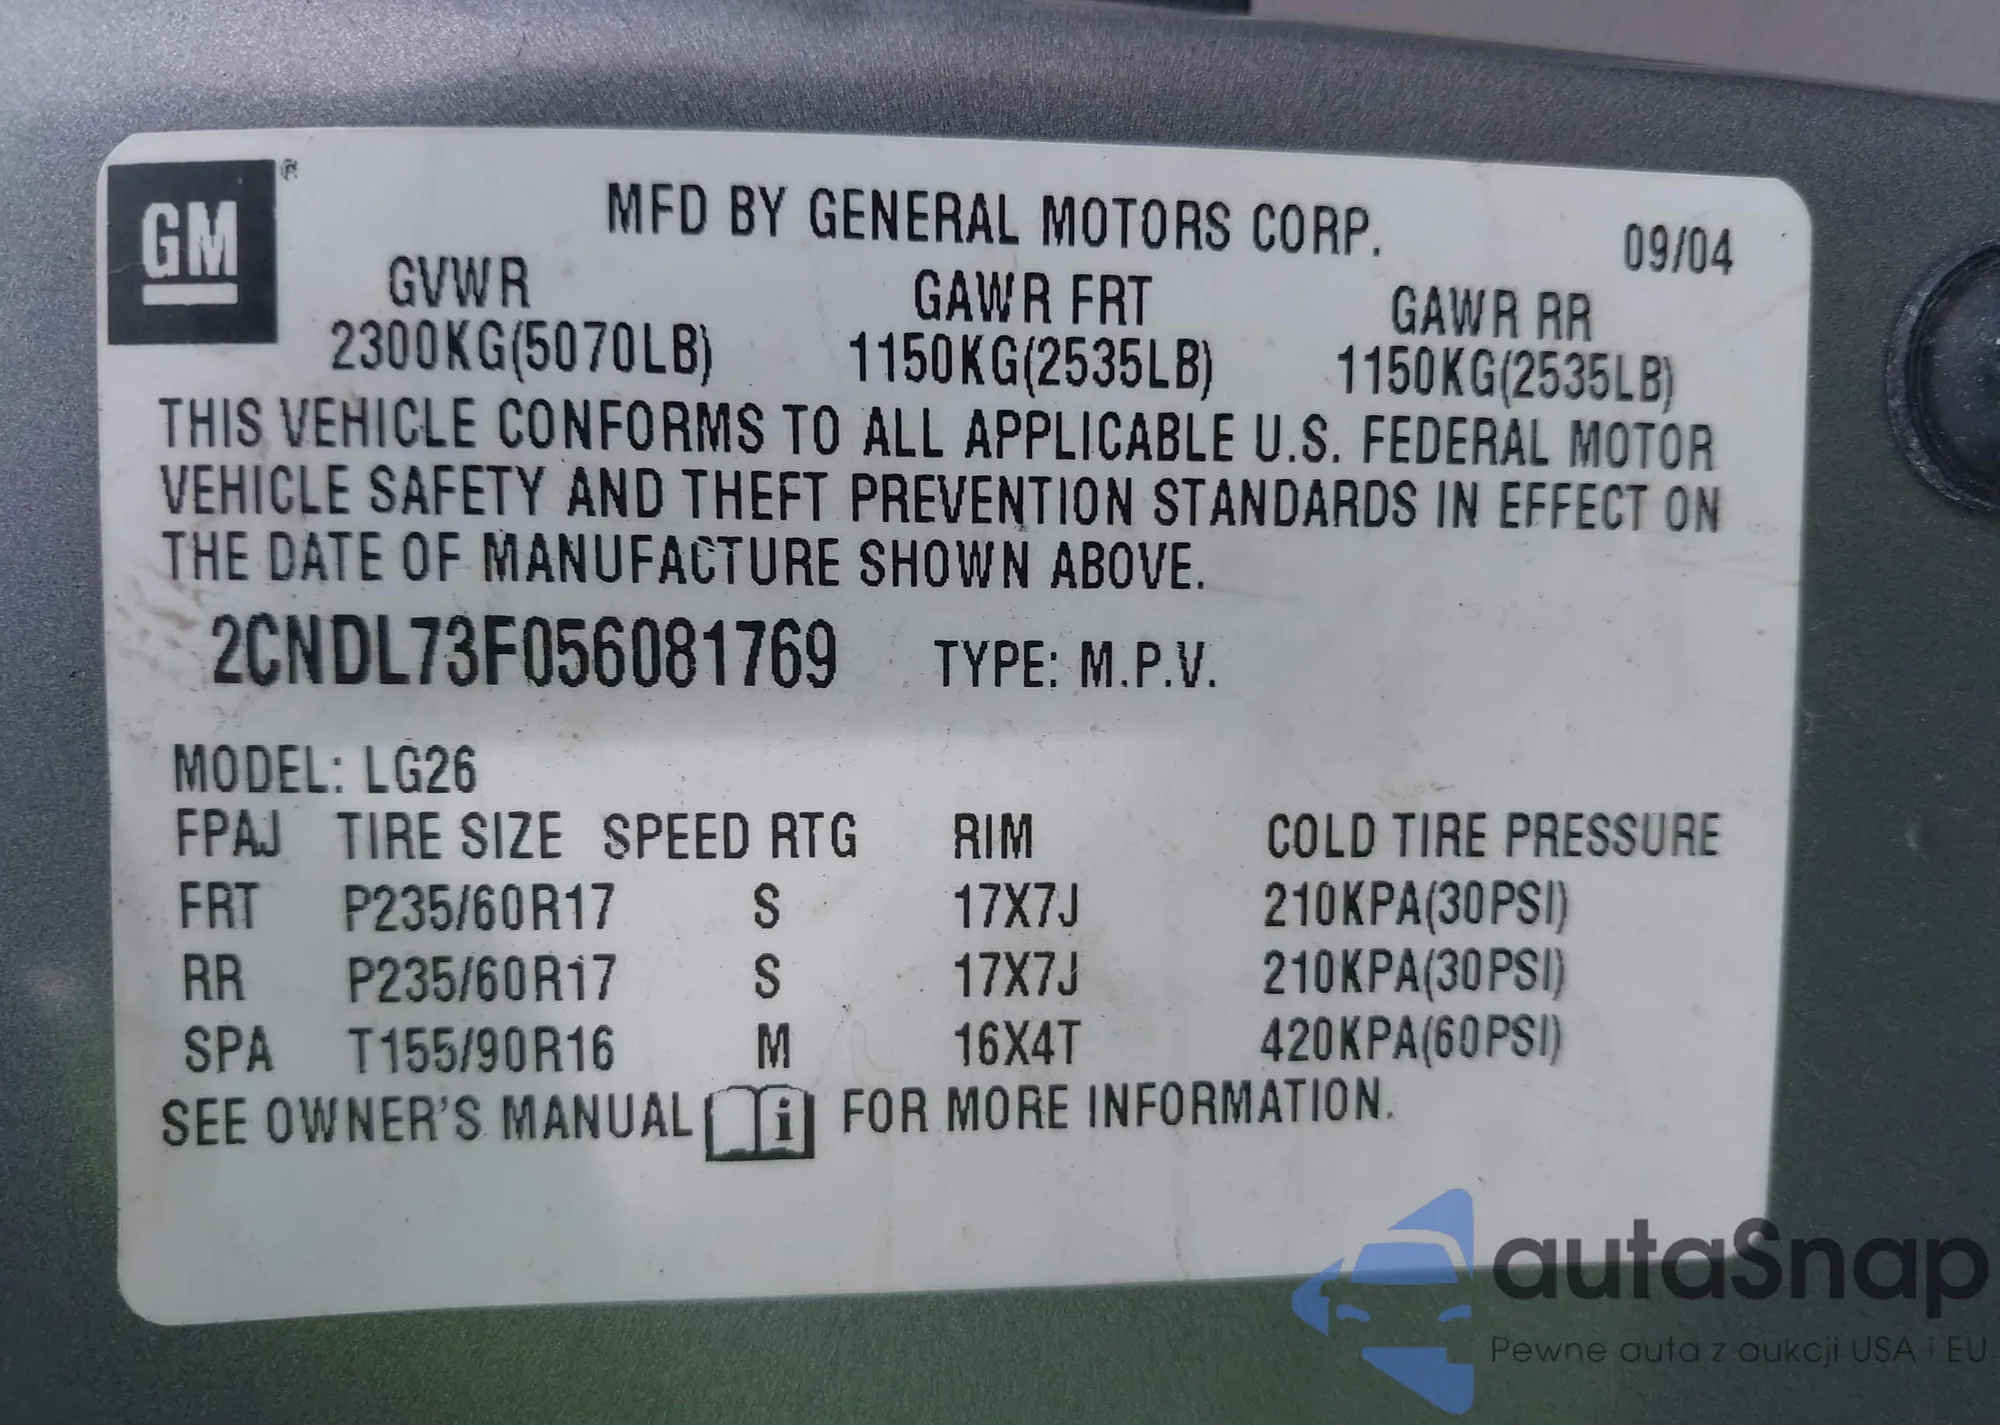 GM®
MFD BY GENERAL MOTORS CORP.
09/04
GVWR GAWR FRT GAWR RR
2300KG(5070LB) 1150KG(2535LB) 1150KG(2535LB)
THIS VEHICLE CONFORMS TO ALL APPLICABLE U.S. FEDERAL MOTOR
VEHICLE SAFETY AND THEFT PREVENTION STANDARDS IN EFFECT ON
THE DATE OF MANUFACTURE SHOWN ABOVE.
2CNDL73F056081769 TYPE: M.P.V.
MODEL: LG26
FPAJ TIRE SIZE SPEED RTG RIM COLD TIRE PRESSURE
FRT P235/60R17 S 17X7J 210KPA(30PSI)
RR P235/60R17 S 17X7J 210KPA(30PSI)
SPA T155/90R16 M 16X4T 420KPA(60PSI)
SEE OWNER'S MANUAL i FOR MORE INFORMATION.
autaSnap
Pewne auta z aukcji USA i EU